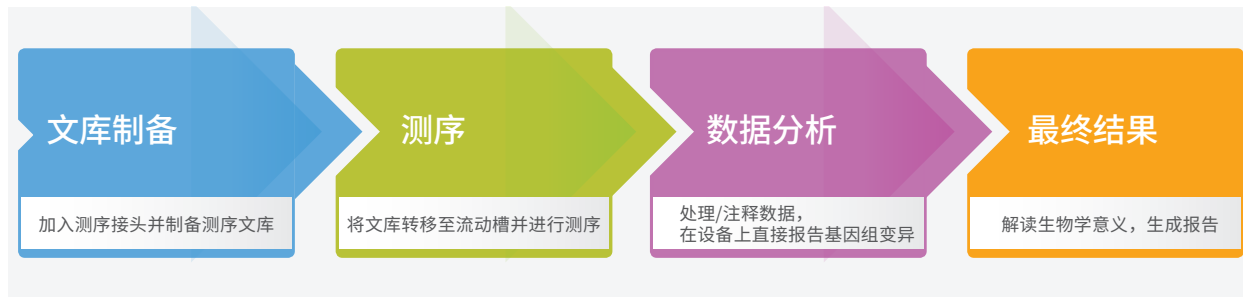 文库制备
加入测序接头并制备测序文库
测序
将文库转移至流动槽并进行测序
数据分析
处理/注释数据，
在设备上直接报告基因组变异
最终结果
解读生物学意义，生成报告